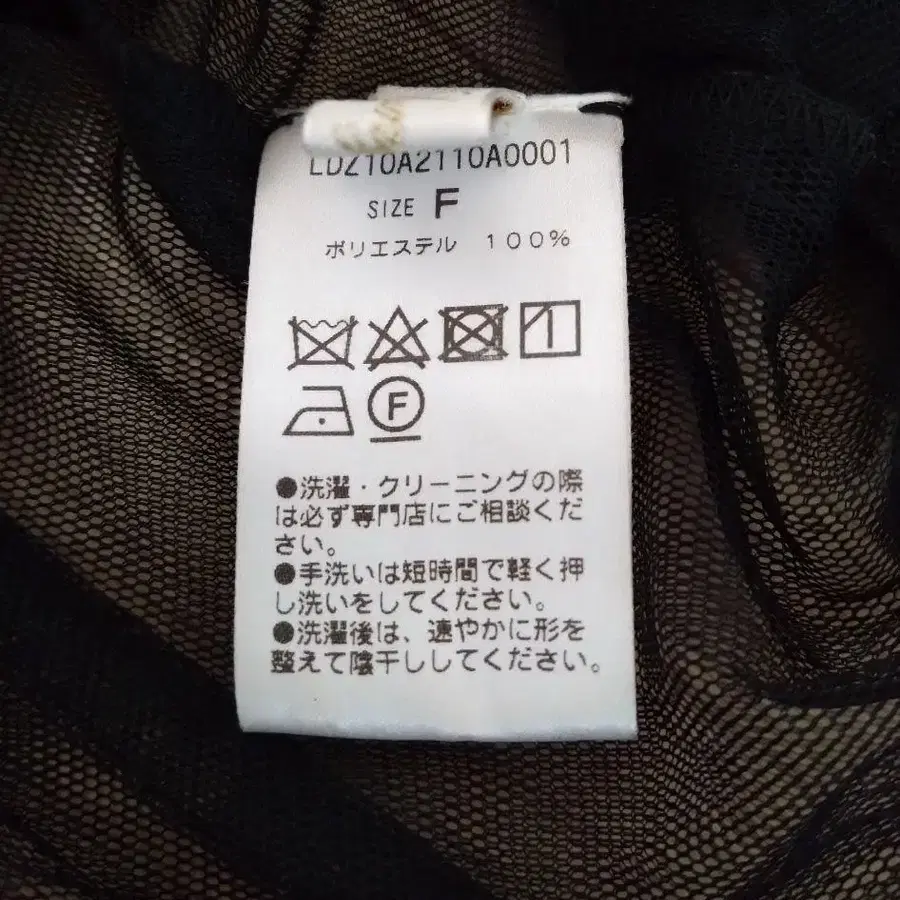 LDZ10A2110A0001
SIZE F
ポリエステル 100%
F
●洗濯・クリーニングの際
は必ず専門店にご相談くだ
さい。
●手洗いは短時間で軽く押
し洗いをしてください。
●洗濯後は、速やかに形を
整えて陰干ししてください。